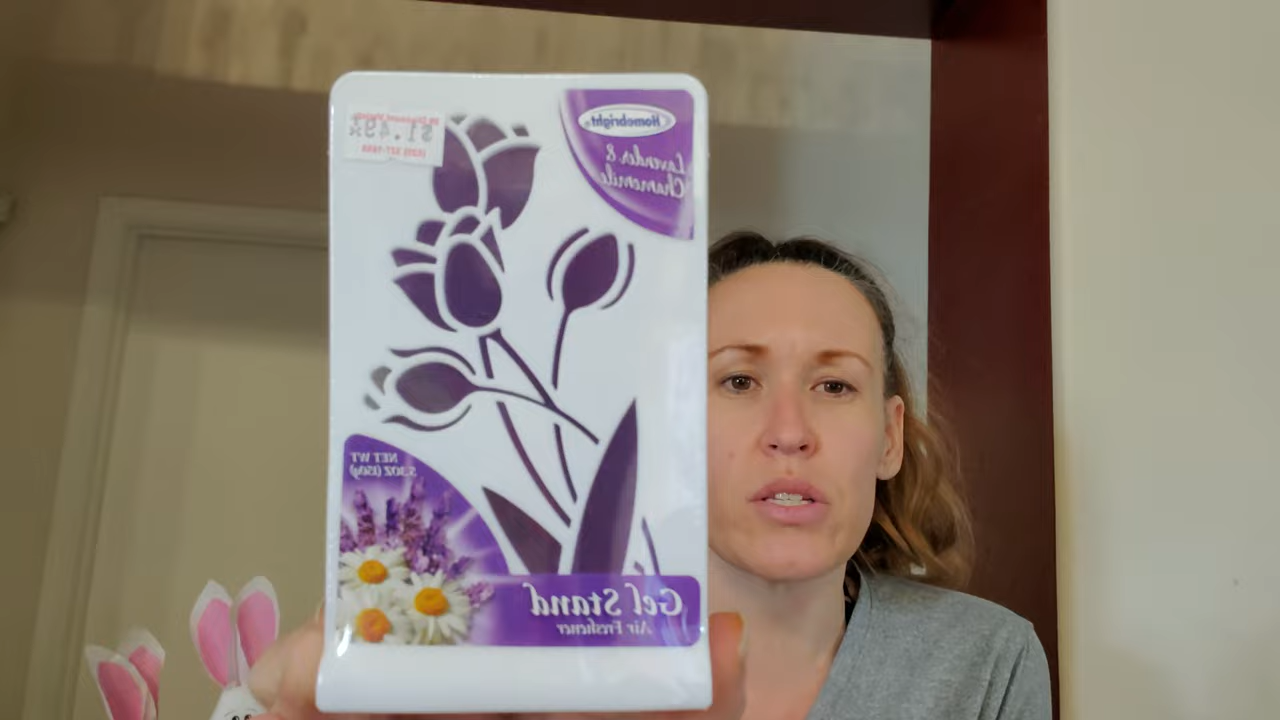 $1.49
Homebright®
Lavender &
Chamomile
NET WT
5.3OZ (150g)
Gel Stand
Air Freshener